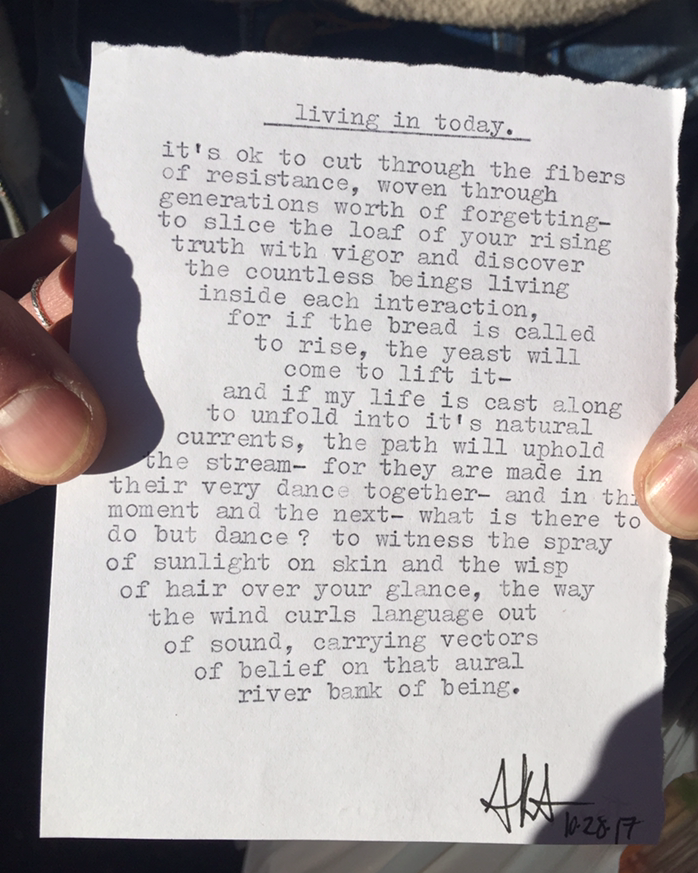 living in today.
it's ok to cut through the fibers
of resistance, woven through
generations worth of forgetting-
to slice the loaf of your rising
truth with vigor and discover
the countless beings living
inside each interaction,
for if the bread is called
to rise, the yeast will
come to lift it-
and if my life is cast along
to unfold into it's natural
currents, the path will uphold
the stream- for they are made in
their very dance together- and in
moment and the next- what is there to
do but dance? to witness the spray
of sunlight on skin and the wisp
of hair over your glance, the way
the wind curls language out
of sound, carrying vectors
of belief on that aural
river bank of being.
AKA
10·28·17